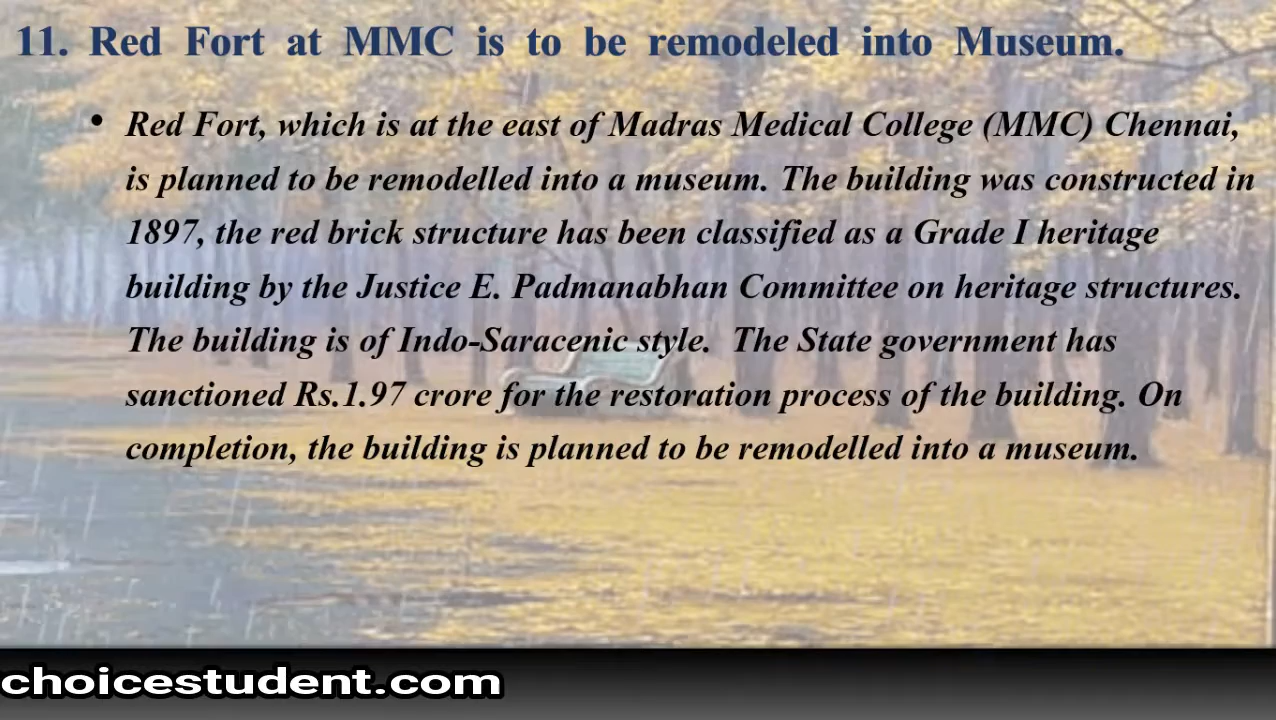 11. Red Fort at MMC is to be remodeled into Museum.
• Red Fort, which is at the east of Madras Medical College (MMC) Chennai,
is planned to be remodelled into a museum. The building was constructed in
1897, the red brick structure has been classified as a Grade I heritage
building by the Justice E. Padmanabhan Committee on heritage structures.
The building is of Indo-Saracenic style. The State government has
sanctioned Rs.1.97 crore for the restoration process of the building. On
completion, the building is planned to be remodelled into a museum.
choicestudent.com